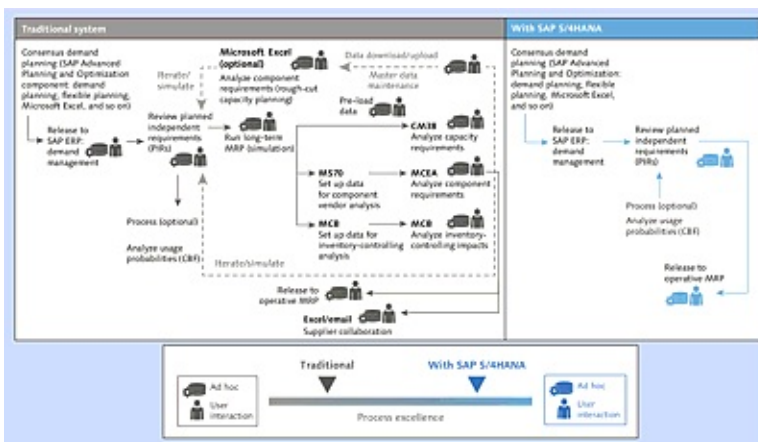 Traditional system
Consensus demand
planning (SAP Advanced
Planning and Optimization
component: demand
planning, flexible planning,
Microsoft Excel, and so on)
Release to
SAP ERP:
demand
management
Iterate/
simulate
Review planned
independent
requirements
(PIRs)
Process (optional)
Analyze usage
probabilities (CBF)
Microsoft Excel
(optional)
Analyze component
requirements (rough-cut
capacity planning)
Run long-term
MRP (simulation)
Data download/upload
Master data
maintenance
Pre-load
data
CM38
Analyze capacity
requirements
MS70
Set up data
for component
vendor analysis
MCEA
Analyze component
requirements
MCB
Set up data for
inventory-controlling
analysis
MCB
Analyze inventory-
controlling impacts
Iterate/simulate
Release to
operative MRP
Excel/email
Supplier collaboration
With SAP S/4HANA
Consensus demand
planning (SAP Advanced
Planning and Optimization:
demand planning, flexible
planning, Microsoft Excel,
and so on)
Release to
SAP ERP:
demand
management
Review planned
independent
requirements
(PIRs)
Process (optional)
Analyze usage
probabilities (CBF)
Release to
operative MRP
Traditional
With SAP S/4HANA
Ad hoc
User
interaction
Process excellence
Ad hoc
User
interaction